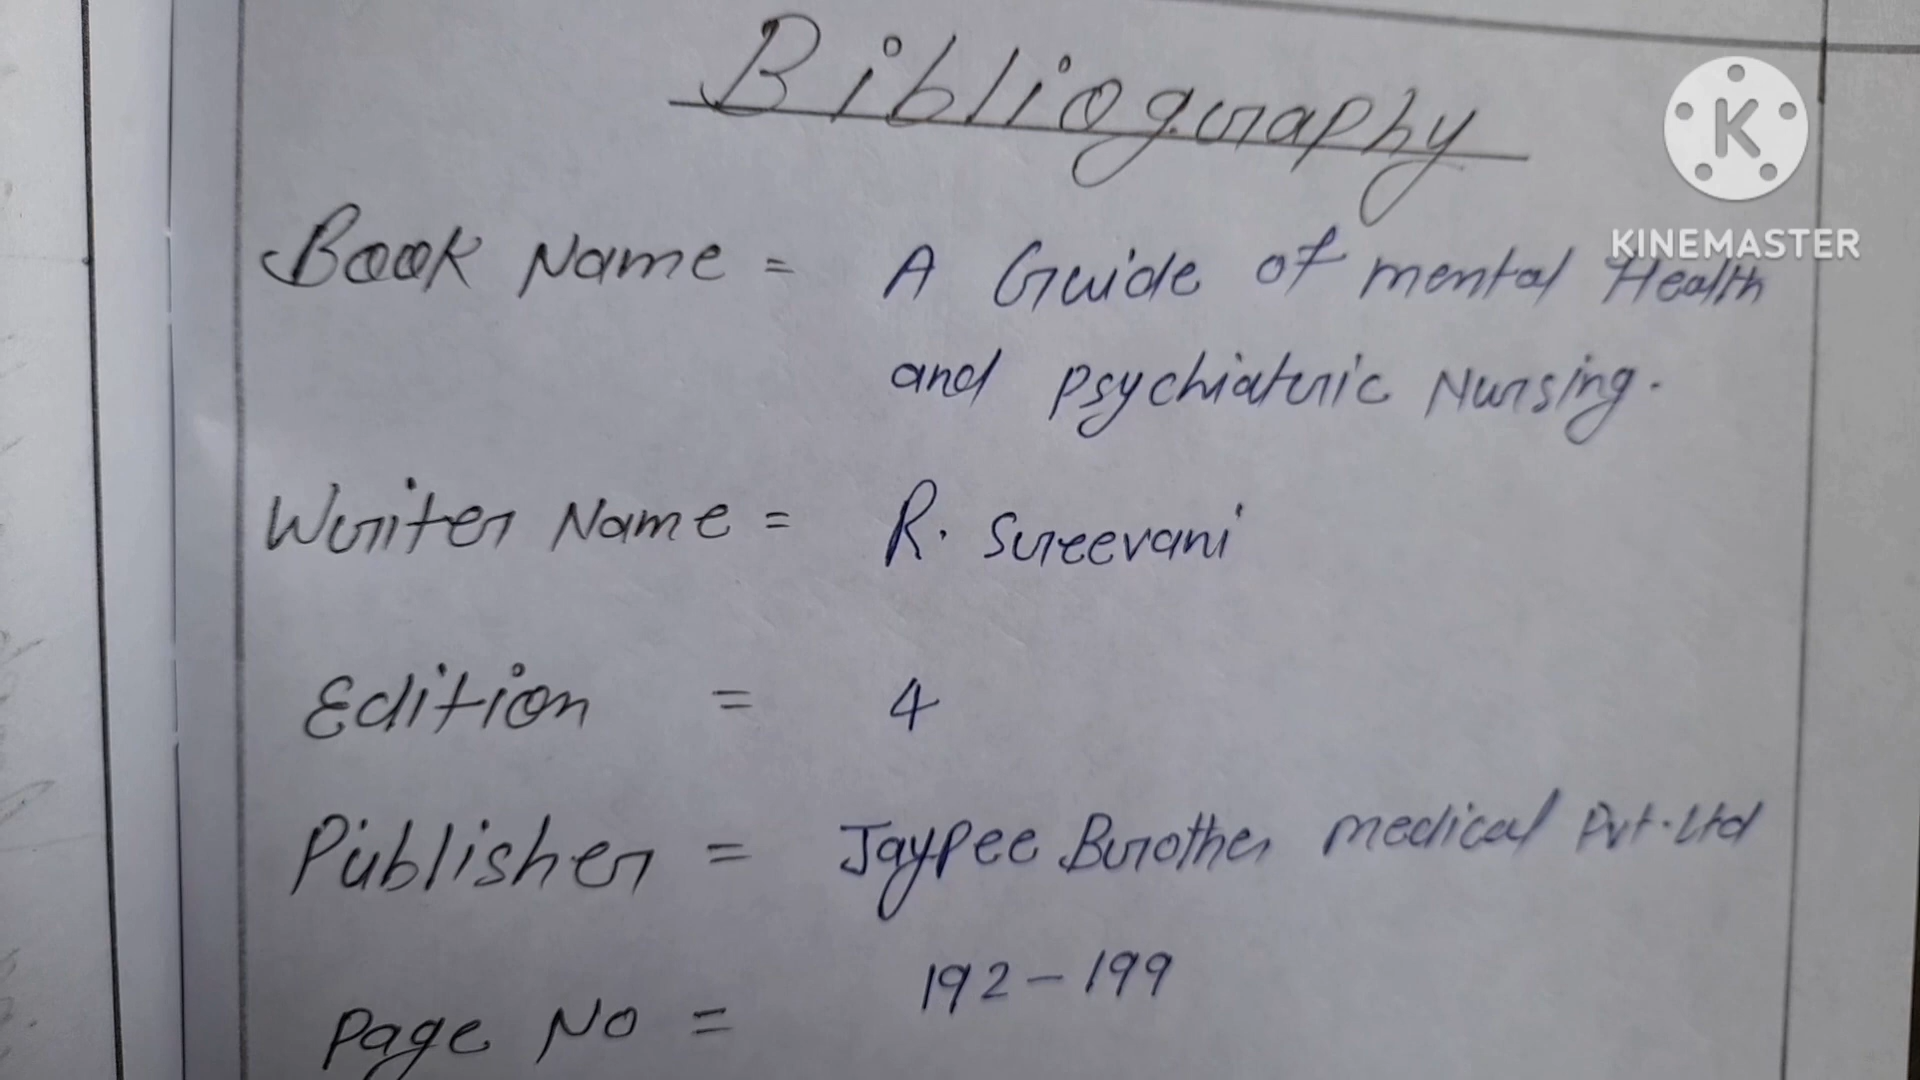 Bibliography
K
KINEMASTER
Book Name = A Guide of mental Health
and psychiatric Nursing.
Writer Name = R. Sreevani
Edition = 4
Publisher = Jaypee Brother medical Pvt. Ltd
Page No = 192-199